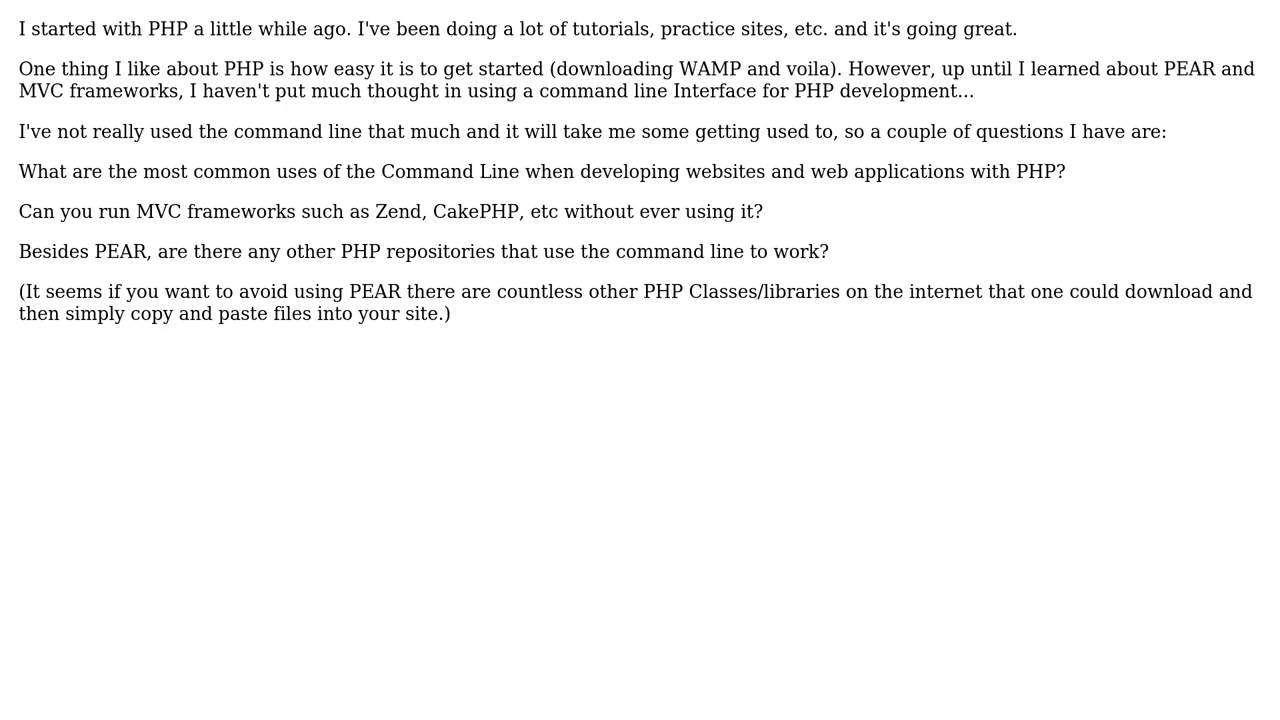 I started with PHP a little while ago. I've been doing a lot of tutorials, practice sites, etc. and it's going great.
One thing I like about PHP is how easy it is to get started (downloading WAMP and voila). However, up until I learned about PEAR and
MVC frameworks, I haven't put much thought in using a command line Interface for PHP development...
I've not really used the command line that much and it will take me some getting used to, so a couple of questions I have are:
What are the most common uses of the Command Line when developing websites and web applications with PHP?
Can you run MVC frameworks such as Zend, CakePHP, etc without ever using it?
Besides PEAR, are there any other PHP repositories that use the command line to work?
(It seems if you want to avoid using PEAR there are countless other PHP Classes/libraries on the internet that one could download and
then simply copy and paste files into your site.)